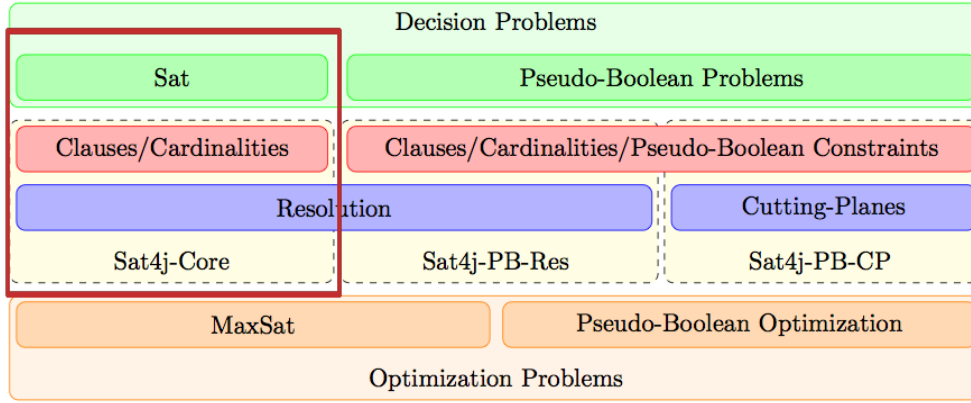 Decision Problems
Sat
Pseudo-Boolean Problems
Clauses/Cardinalities
Clauses/Cardinalities/Pseudo-Boolean Constraints
Resolution
Cutting-Planes
Sat4j-Core
Sat4j-PB-Res
Sat4j-PB-CP
MaxSat
Pseudo-Boolean Optimization
Optimization Problems